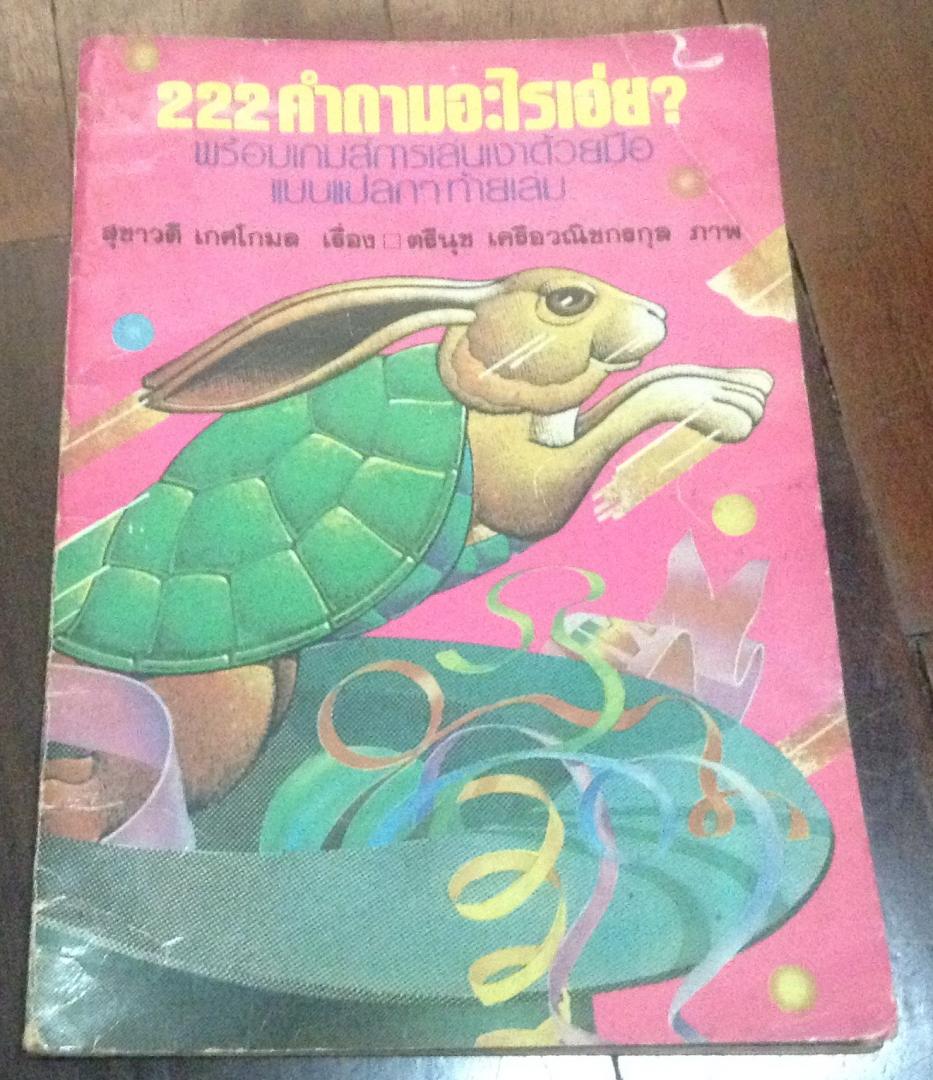 222คำถามอะไรเอ่ย?
พร้อมเกมส์การเล่นเงาด้วยมือ
แบบแปลกๆ ท้ายเล่ม
สุชาวดี เกศโกมล เรื่อง □ ตรีนุช เครือวณิชกรกุล ภาพ